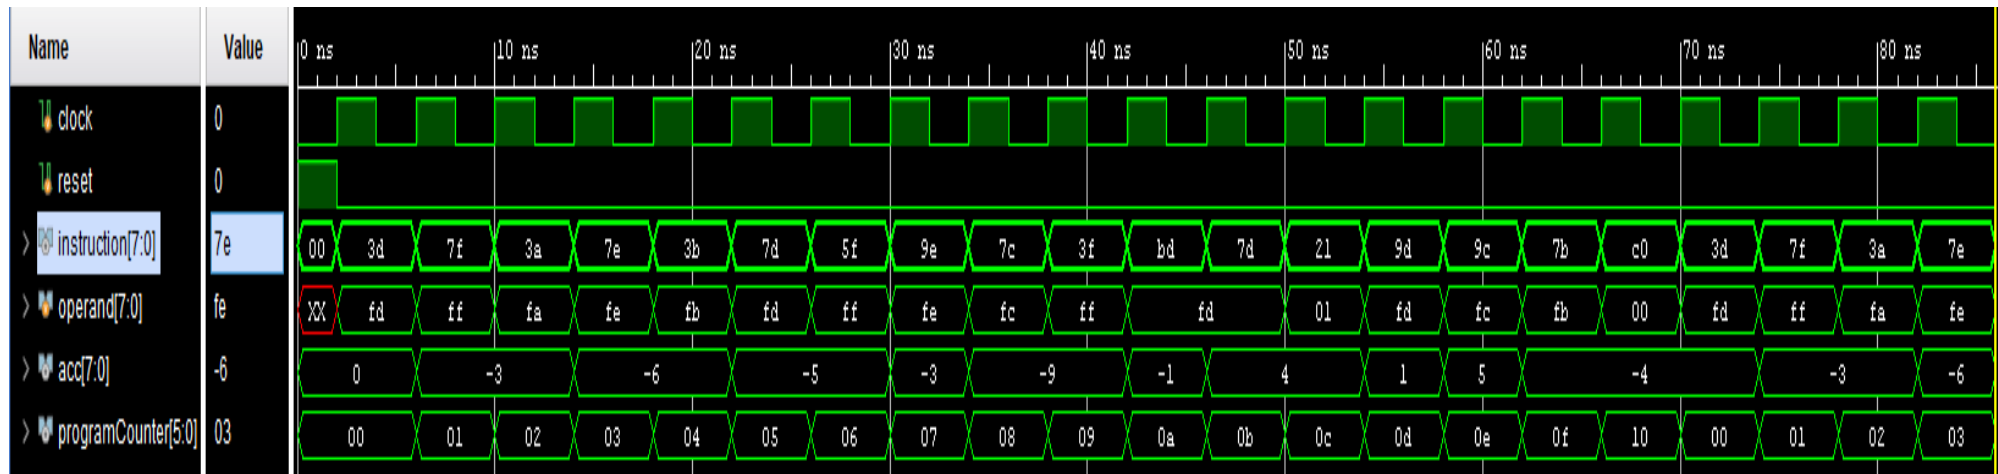 Name Value 0 ns 10 ns 20 ns 30 ns 40 ns 50 ns 60 ns 70 ns 80 ns
clock 0
reset 0
instruction[7:0] 7e 00 3d 7f 3a 7e 3b 7d 5f 9e 7c 3f bd 7d 21 9d 9c 7b c0 3d 7f 3a 7e
operand[7:0] fe XX fd ff fa fe fb fd ff fe fc ff fd 01 fd fc fb 00 fd ff fa fe
acc[7:0] -6 0 -3 -6 -5 -3 -9 -1 4 1 5 -4 -3 -6
programCounter[5:0] 03 00 01 02 03 04 05 06 07 08 09 0a 0b 0c 0d 0e 0f 10 00 01 02 03